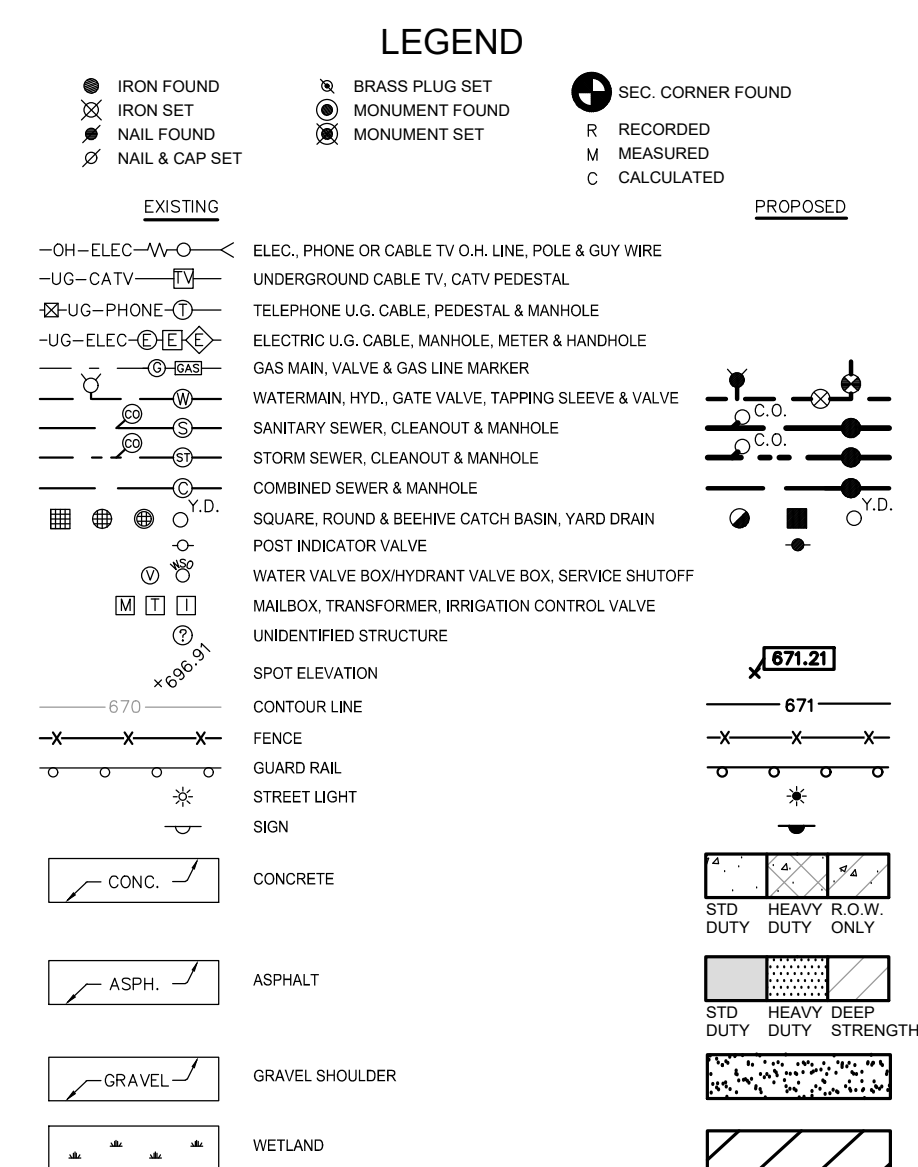 LEGEND
IRON FOUND
IRON SET
NAIL FOUND
NAIL & CAP SET
BRASS PLUG SET
MONUMENT FOUND
MONUMENT SET
SEC. CORNER FOUND
R RECORDED
M MEASURED
C CALCULATED
EXISTING PROPOSED
OH-ELEC ELEC., PHONE OR CABLE TV O.H. LINE, POLE & GUY WIRE
UG-CATV TV UNDERGROUND CABLE TV, CATV PEDESTAL
UG-PHONE T TELEPHONE U.G. CABLE, PEDESTAL & MANHOLE
UG-ELEC E E E ELECTRIC U.G. CABLE, MANHOLE, METER & HANDHOLE
G GAS GAS MAIN, VALVE & GAS LINE MARKER
W WATERMAIN, HYD., GATE VALVE, TAPPING SLEEVE & VALVE
CO S SANITARY SEWER, CLEANOUT & MANHOLE C.O.
CO ST STORM SEWER, CLEANOUT & MANHOLE C.O.
C COMBINED SEWER & MANHOLE
Y.D. SQUARE, ROUND & BEEHIVE CATCH BASIN, YARD DRAIN Y.D.
POST INDICATOR VALVE
V WSO WATER VALVE BOX/HYDRANT VALVE BOX, SERVICE SHUTOFF
M T I MAILBOX, TRANSFORMER, IRRIGATION CONTROL VALVE
? UNIDENTIFIED STRUCTURE
696.91 SPOT ELEVATION 671.21
670 CONTOUR LINE 671
FENCE
GUARD RAIL
STREET LIGHT
SIGN
CONC. CONCRETE
STD DUTY
HEAVY DUTY
R.O.W. ONLY
ASPH. ASPHALT
STD DUTY
HEAVY DUTY
DEEP STRENGTH
GRAVEL GRAVEL SHOULDER
WETLAND